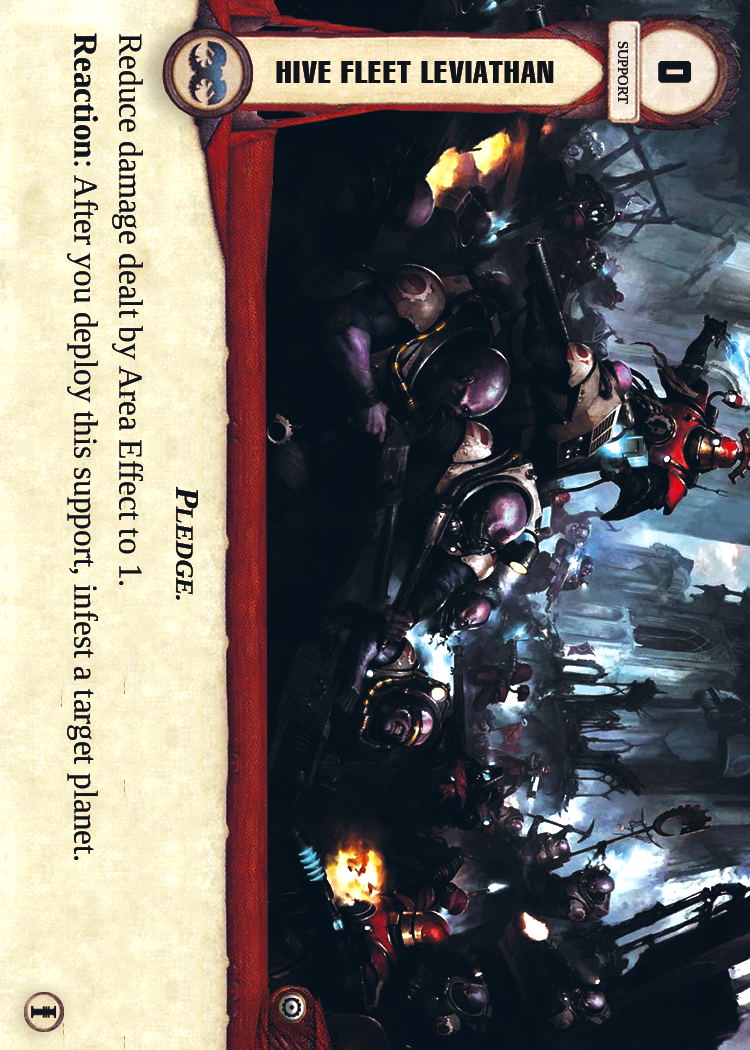 0
SUPPORT
HIVE FLEET LEVIATHAN
PLEDGE.
Reduce damage dealt by Area Effect to 1.
Reaction: After you deploy this support, infest a target planet.